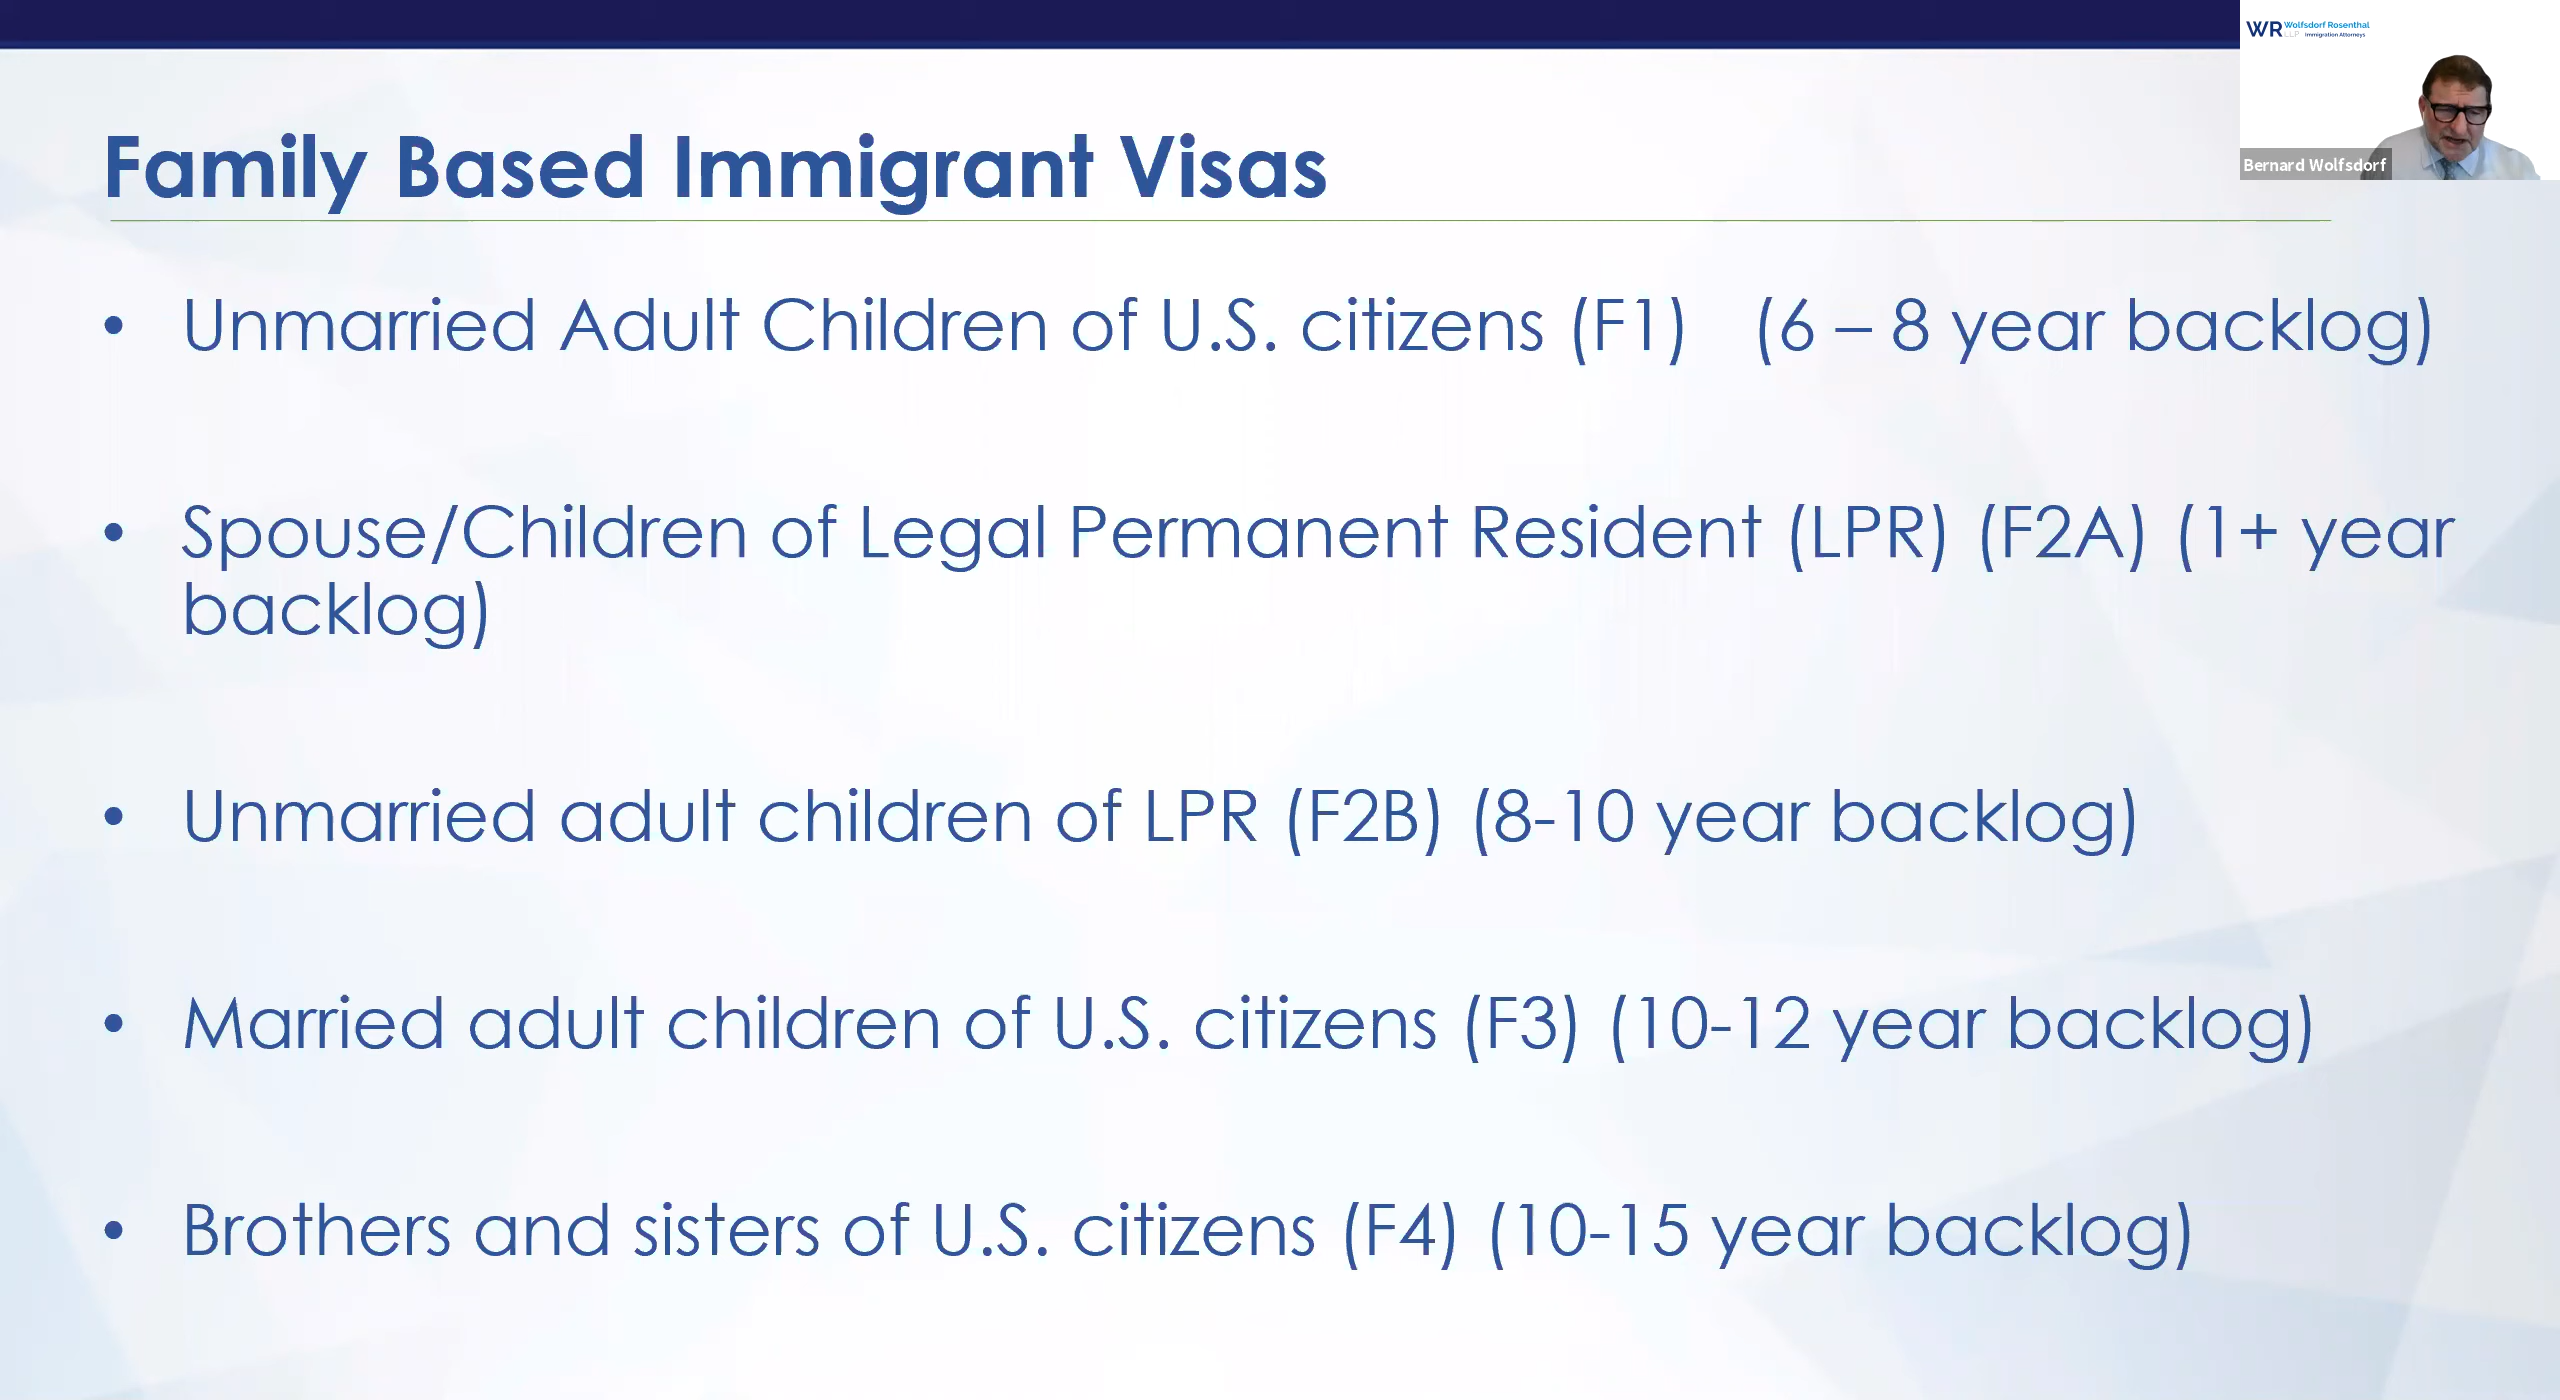 WR Wolfsdorf Rosenthal
LLP Immigration Attorneys
Bernard Wolfsdorf
Family Based Immigrant Visas
• Unmarried Adult Children of U.S. citizens (F1) (6 – 8 year backlog)
• Spouse/Children of Legal Permanent Resident (LPR) (F2A) (1+ year
backlog)
• Unmarried adult children of LPR (F2B) (8-10 year backlog)
• Married adult children of U.S. citizens (F3) (10-12 year backlog)
• Brothers and sisters of U.S. citizens (F4) (10-15 year backlog)